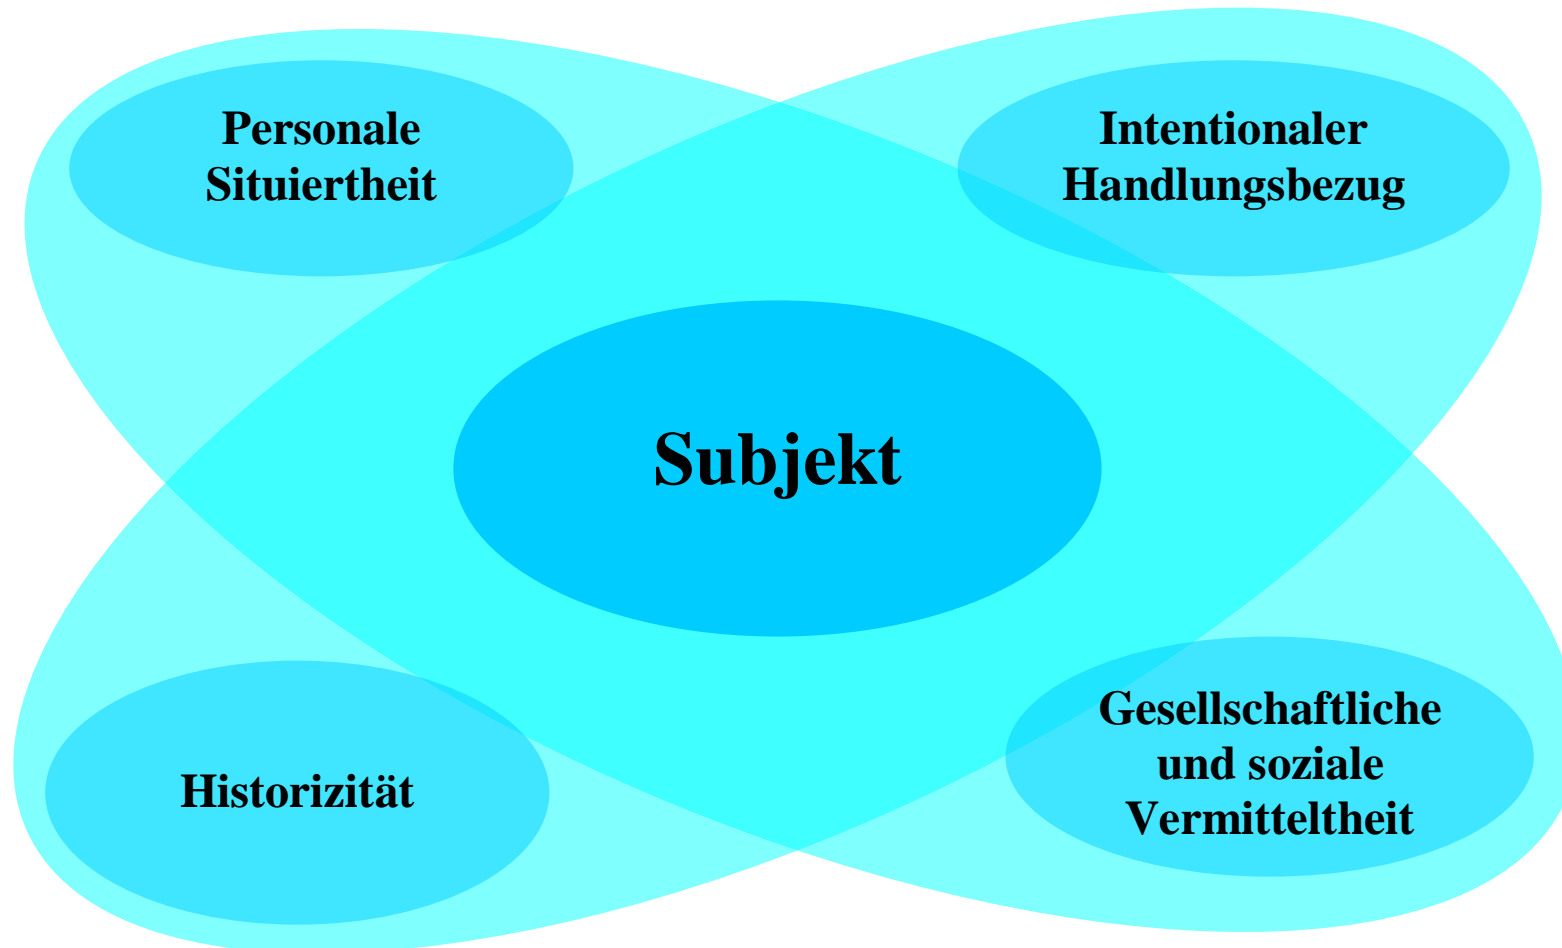 Personale
Situiertheit
Intentionaler
Handlungsbezug
Subjekt
Historizität
Gesellschaftliche
und soziale
Vermitteltheit